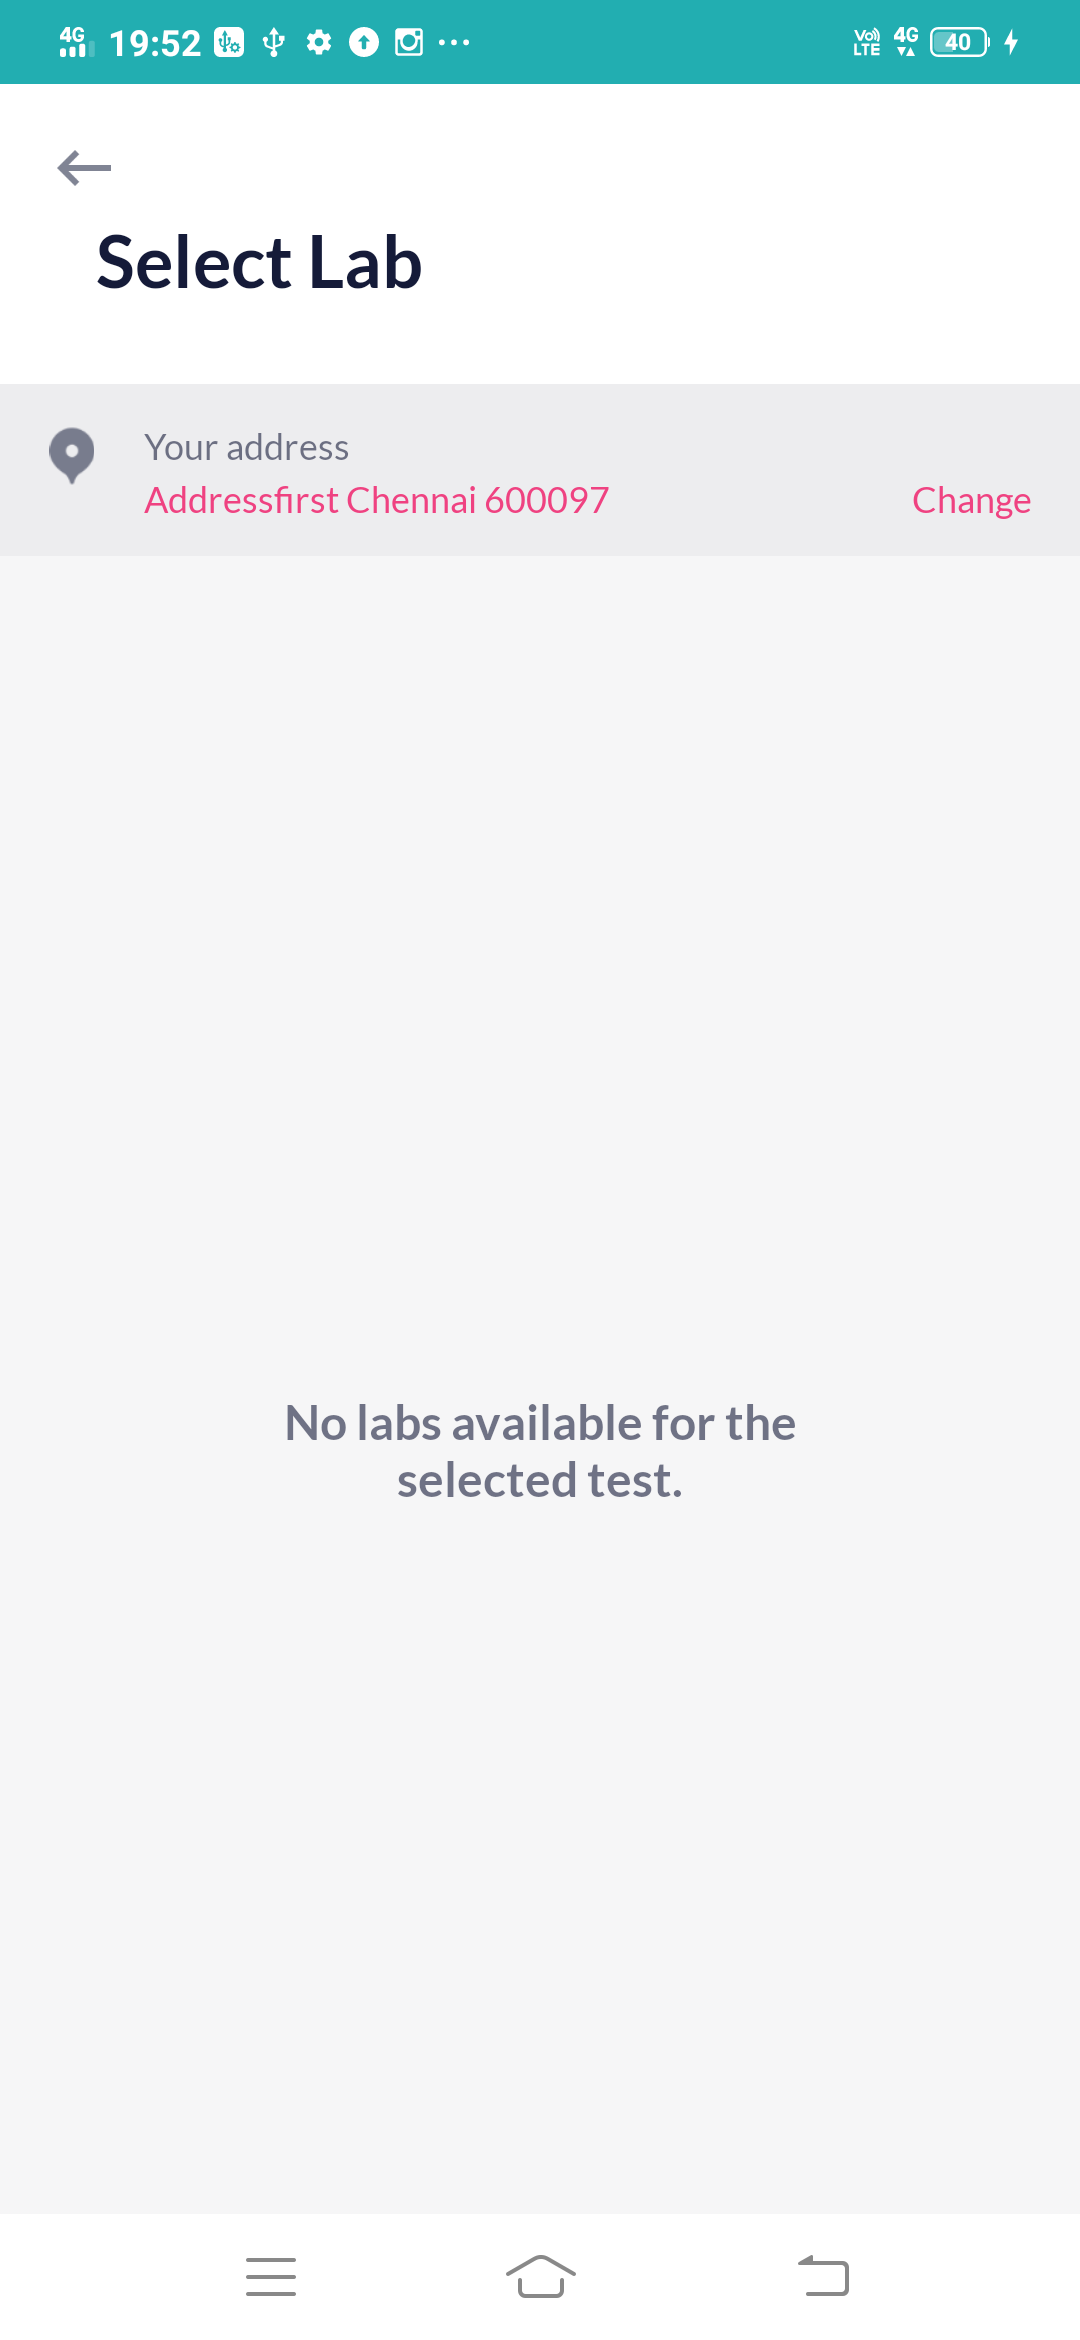 4G 19:52 Vo LTE 4G 40
Select Lab
Your address
Addressfirst Chennai 600097 Change
No labs available for the
selected test.